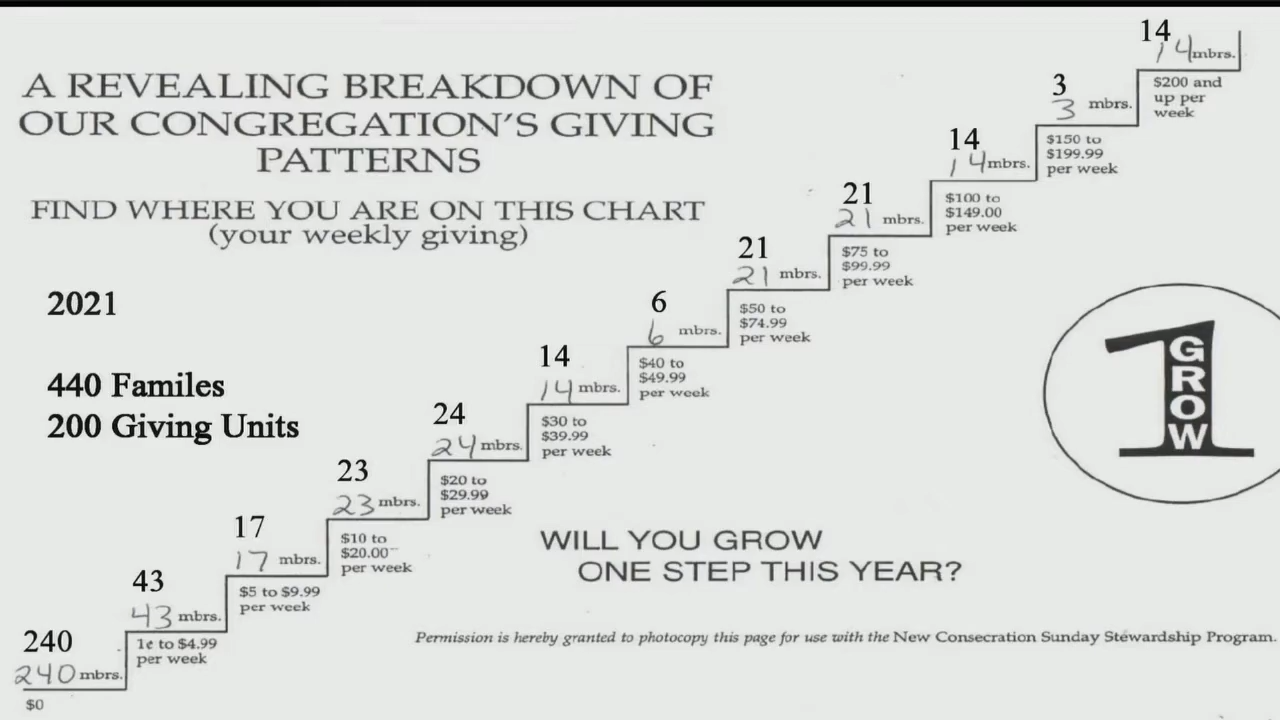 A REVEALING BREAKDOWN OF
OUR CONGREGATION'S GIVING
PATTERNS
FIND WHERE YOU ARE ON THIS CHART
(your weekly giving)
2021
440 Familes
200 Giving Units
240
240 mbrs.
$0
43
43 mbrs.
1¢ to $4.99
per week
17
17 mbrs.
$5 to $9.99
per week
23
23 mbrs.
$10 to
$20.00
per week
24
24 mbrs.
$20 to
$29.99
per week
14
14 mbrs.
$30 to
$39.99
per week
6
6 mbrs.
$40 to
$49.99
per week
21
21 mbrs.
$50 to
$74.99
per week
21
21 mbrs.
$75 to
$99.99
per week
14
14 mbrs.
$100 to
$149.00
per week
3
3 mbrs.
$150 to
$199.99
per week
14
14 mbrs.
$200 and
up per
week
GROW
1
WILL YOU GROW
ONE STEP THIS YEAR?
Permission is hereby granted to photocopy this page for use with the New Consecration Sunday Stewardship Program.